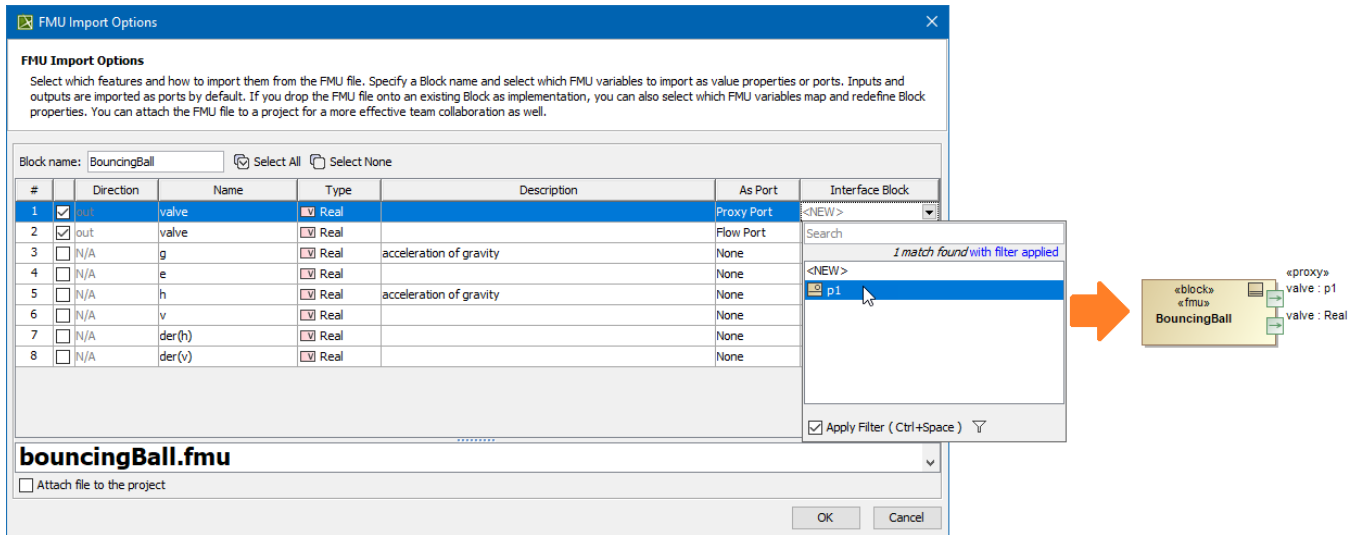 FMU Import Options
FMU Import Options
Select which features and how to import them from the FMU file. Specify a Block name and select which FMU variables to import as value properties or ports. Inputs and
outputs are imported as ports by default. If you drop the FMU file onto an existing Block as implementation, you can also select which FMU variables map and redefine Block
properties. You can attach the FMU file to a project for a more effective team collaboration as well.
Block name: BouncingBall Select All Select None
# Direction Name Type Description As Port Interface Block
1 out valve Real Proxy Port <NEW>
2 out valve Real Flow Port
3 N/A g Real acceleration of gravity None
4 N/A e Real None
5 N/A h Real acceleration of gravity None
6 N/A v Real None
7 N/A der(h) Real None
8 N/A der(v) Real None
Search
1 match found with filter applied
<NEW>
p1
Apply Filter ( Ctrl+Space )
bouncingBall.fmu
Attach file to the project
OK Cancel
«block»
«fmu»
BouncingBall
«proxy»
valve : p1
valve : Real